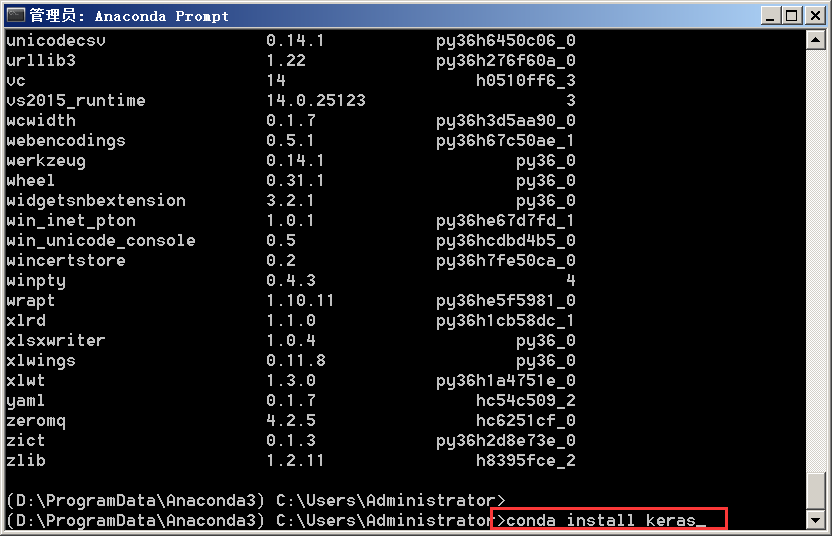 管理员: Anaconda Prompt
unicodecsv 0.14.1 py36h6450c06_0
urllib3 1.22 py36h276f60a_0
vc 14 h0510ff6_3
vs2015_runtime 14.0.25123 3
wcwidth 0.1.7 py36h3d5aa90_0
webencodings 0.5.1 py36h67c50ae_1
werkzeug 0.14.1 py36_0
wheel 0.31.1 py36_0
widgetsnbextension 3.2.1 py36_0
win_inet_pton 1.0.1 py36he67d7fd_1
win_unicode_console 0.5 py36hcdbd4b5_0
wincertstore 0.2 py36h7fe50ca_0
winpty 0.4.3 4
wrapt 1.10.11 py36he5f5981_0
xlrd 1.1.0 py36h1cb58dc_1
xlsxwriter 1.0.4 py36_0
xlwings 0.11.8 py36_0
xlwt 1.3.0 py36h1a4751e_0
yaml 0.1.7 hc54c509_2
zeromq 4.2.5 hc6251cf_0
zict 0.1.3 py36h2d8e73e_0
zlib 1.2.11 h8395fce_2
(D:\ProgramData\Anaconda3) C:\Users\Administrator>
(D:\ProgramData\Anaconda3) C:\Users\Administrator>conda install keras_